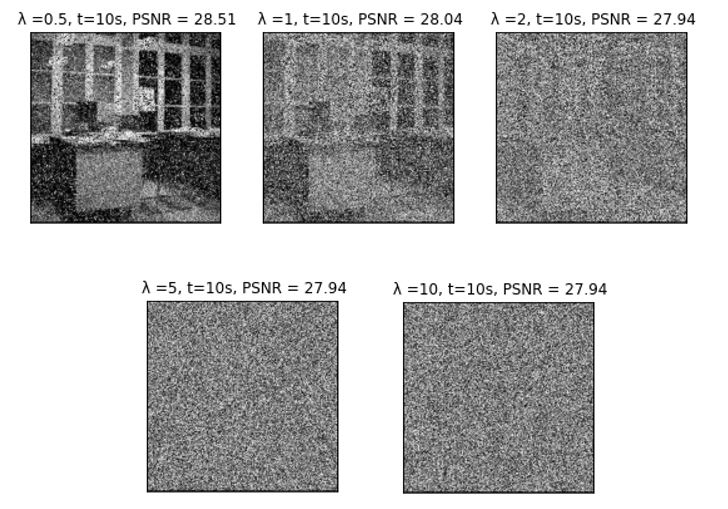 λ =0.5, t=10s, PSNR = 28.51
λ =1, t=10s, PSNR = 28.04
λ =2, t=10s, PSNR = 27.94
λ =5, t=10s, PSNR = 27.94
λ =10, t=10s, PSNR = 27.94